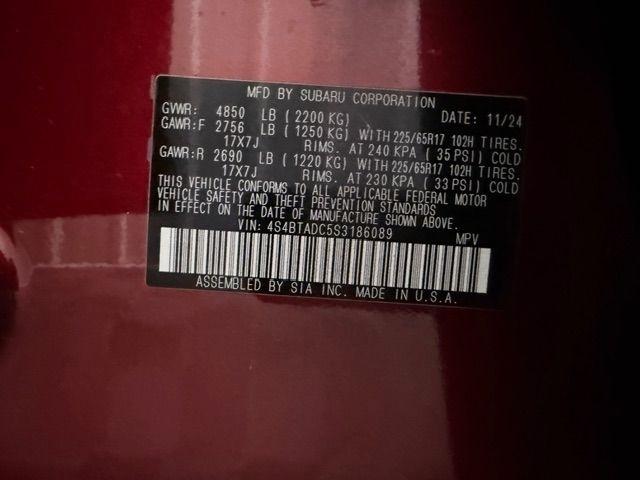 MFD BY SUBARU CORPORATION
GVWR: 4850 LB ( 2200 KG) DATE: 11/24
GAWR:F 2756 LB ( 1250 KG) WITH 225/65R17 102H TIRES.
17X7J RIMS. AT 240 KPA ( 35 PSI) COLD
GAWR:R 2690 LB ( 1220 KG) WITH 225/65R17 102H TIRES.
17X7J RIMS. AT 230 KPA ( 33 PSI) COLD
THIS VEHICLE CONFORMS TO ALL APPLICABLE FEDERAL MOTOR
VEHICLE SAFETY AND THEFT PREVENTION STANDARDS
IN EFFECT ON THE DATE OF MANUFACTURE SHOWN ABOVE.
VIN: 4S4BTADC5S3186089 MPV
ASSEMBLED BY SIA INC. MADE IN U.S.A.